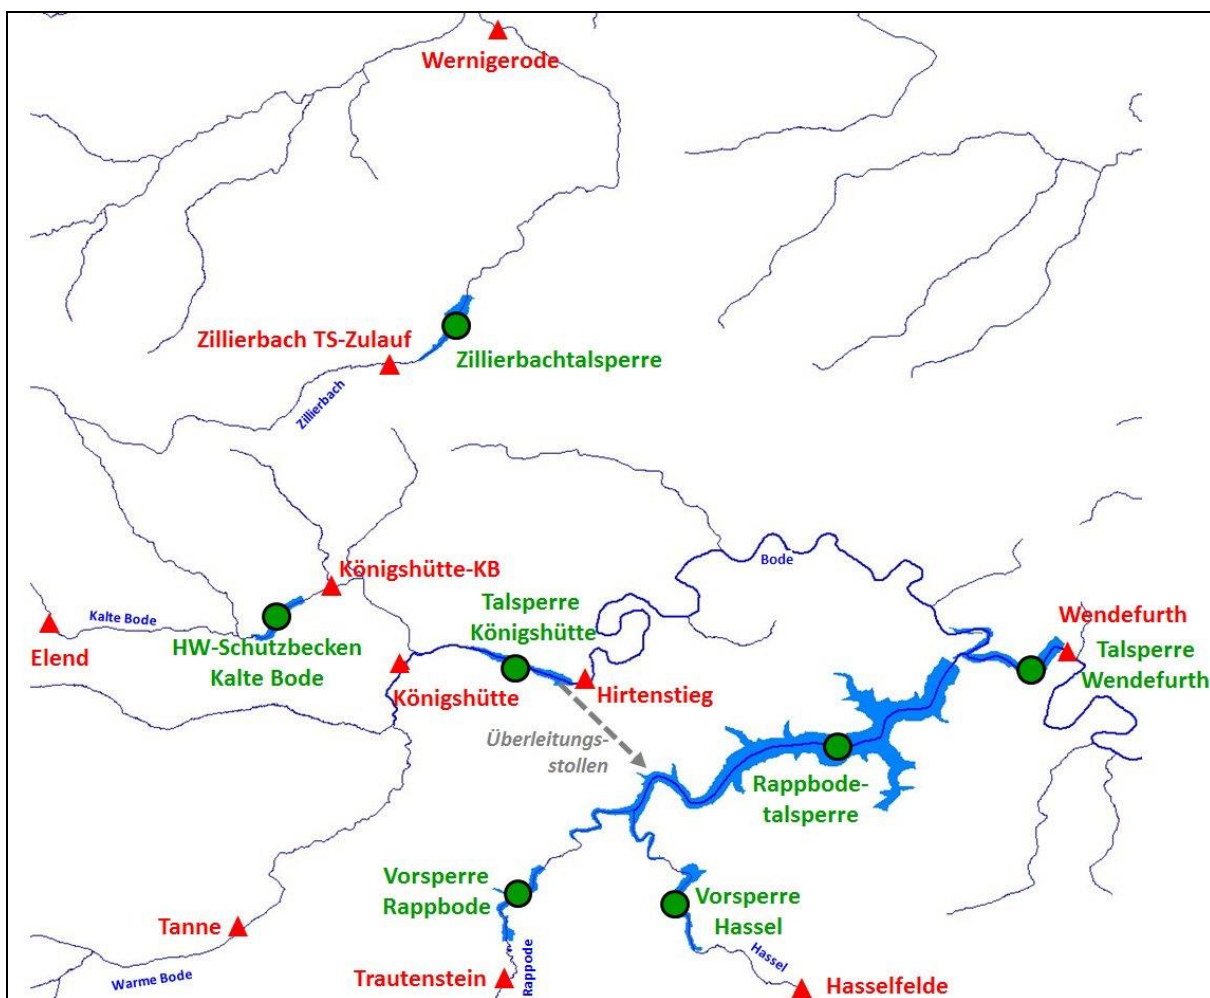 Wernigerode
Zillierbach TS-Zulauf
Zillierbachtalsperre
Zillierbach
Königshütte-KB
Bode
Kalte Bode
Talsperre
Königshütte
Wendefurth
Elend
HW-Schutzbecken
Kalte Bode
Talsperre
Wendefurth
Königshütte
Hirtenstieg
Überleitungs-
stollen
Rappbode-
talsperre
Vorsperre
Rappbode
Vorsperre
Hassel
Tanne
Warme Bode
Trautenstein
Rappode
Hassel
Hasselfelde